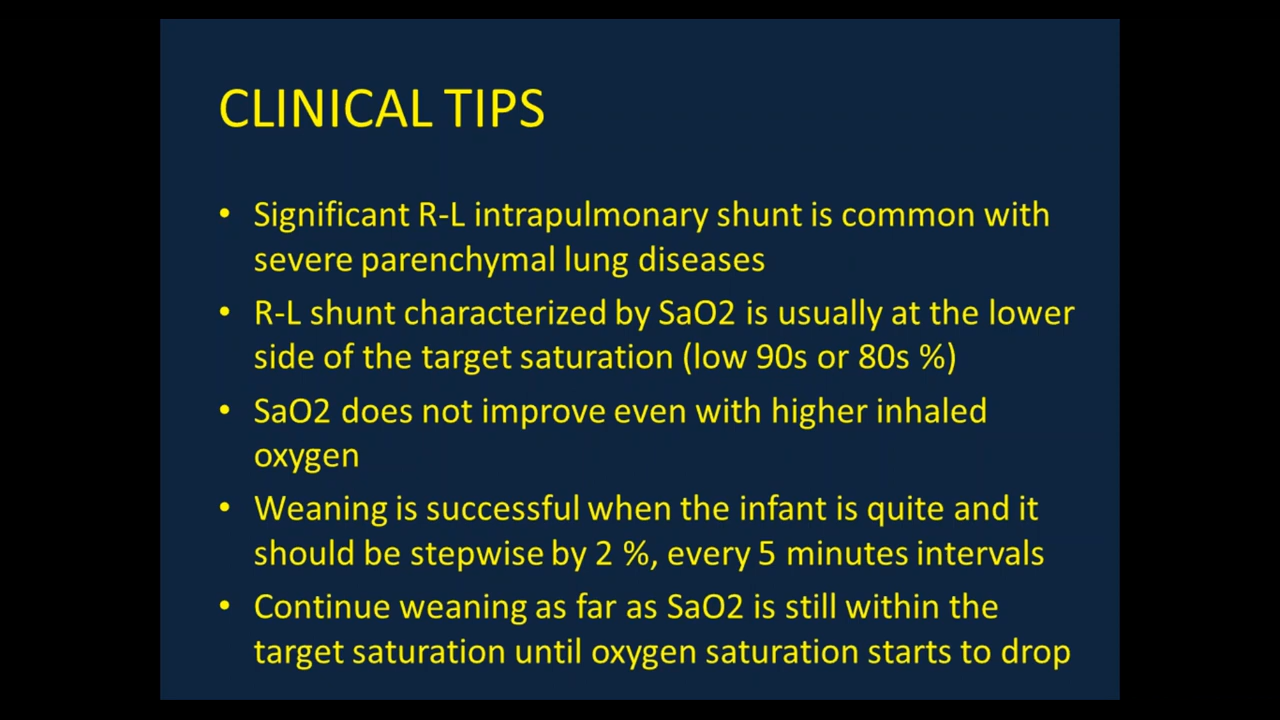 CLINICAL TIPS
• Significant R-L intrapulmonary shunt is common with
severe parenchymal lung diseases
• R-L shunt characterized by SaO2 is usually at the lower
side of the target saturation (low 90s or 80s %)
• SaO2 does not improve even with higher inhaled
oxygen
• Weaning is successful when the infant is quite and it
should be stepwise by 2 %, every 5 minutes intervals
• Continue weaning as far as SaO2 is still within the
target saturation until oxygen saturation starts to drop